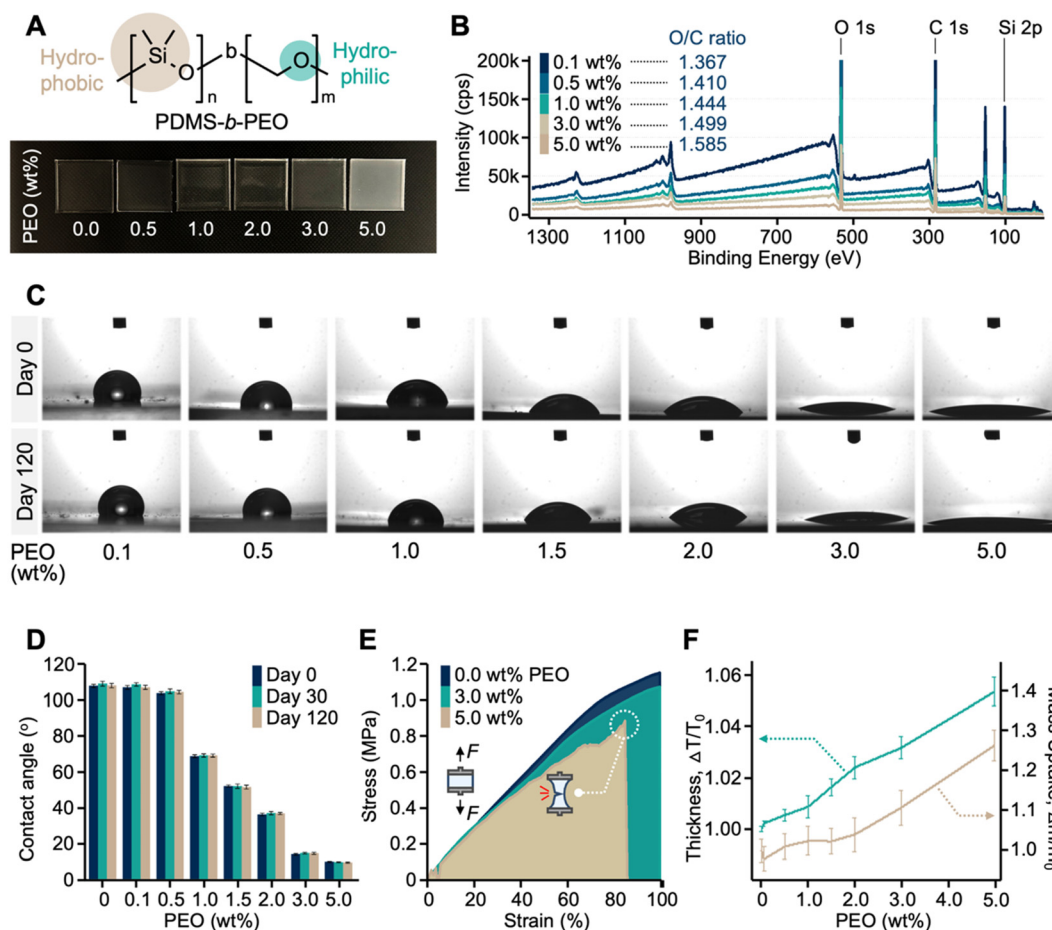 A
Hydro-
phobic
Si
O
n
b
O
m
Hydro-
philic
PDMS-b-PEO
PEO (wt%)
0.0 0.5 1.0 2.0 3.0 5.0
B
O/C ratio
0.1 wt% 1.367
0.5 wt% 1.410
1.0 wt% 1.444
3.0 wt% 1.499
5.0 wt% 1.585
O 1s C 1s Si 2p
Intensity (cps)
200k
150k
100k
50k
0
1300 1100 900 700 500 300 100
Binding Energy (eV)
C
Day 0
Day 120
PEO
(wt%)
0.1 0.5 1.0 1.5 2.0 3.0 5.0
D
Contact angle (°)
120
100
80
60
40
20
0
Day 0
Day 30
Day 120
0 0.1 0.5 1.0 1.5 2.0 3.0 5.0
PEO (wt%)
E
Stress (MPa)
1.2
1.0
0.8
0.6
0.4
0.2
0
0.0 wt% PEO
3.0 wt%
5.0 wt%
F
F
0 20 40 60 80 100
Strain (%)
F
Thickness, ΔT/T0
1.06
1.04
1.02
1.00
1.4
1.3
1.2
1.1
1.0
0 1.0 2.0 3.0 4.0 5.0
PEO (wt%)